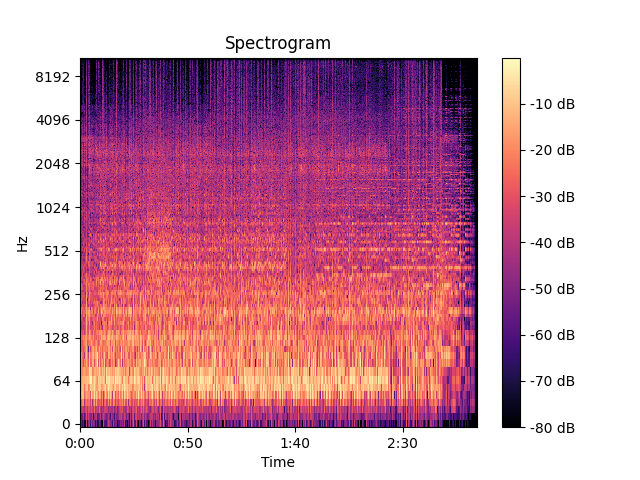 Spectrogram
8192
4096
2048
1024
512
256
128
64
0
Hz
0:00
0:50
1:40
2:30
Time
-10 dB
-20 dB
-30 dB
-40 dB
-50 dB
-60 dB
-70 dB
-80 dB